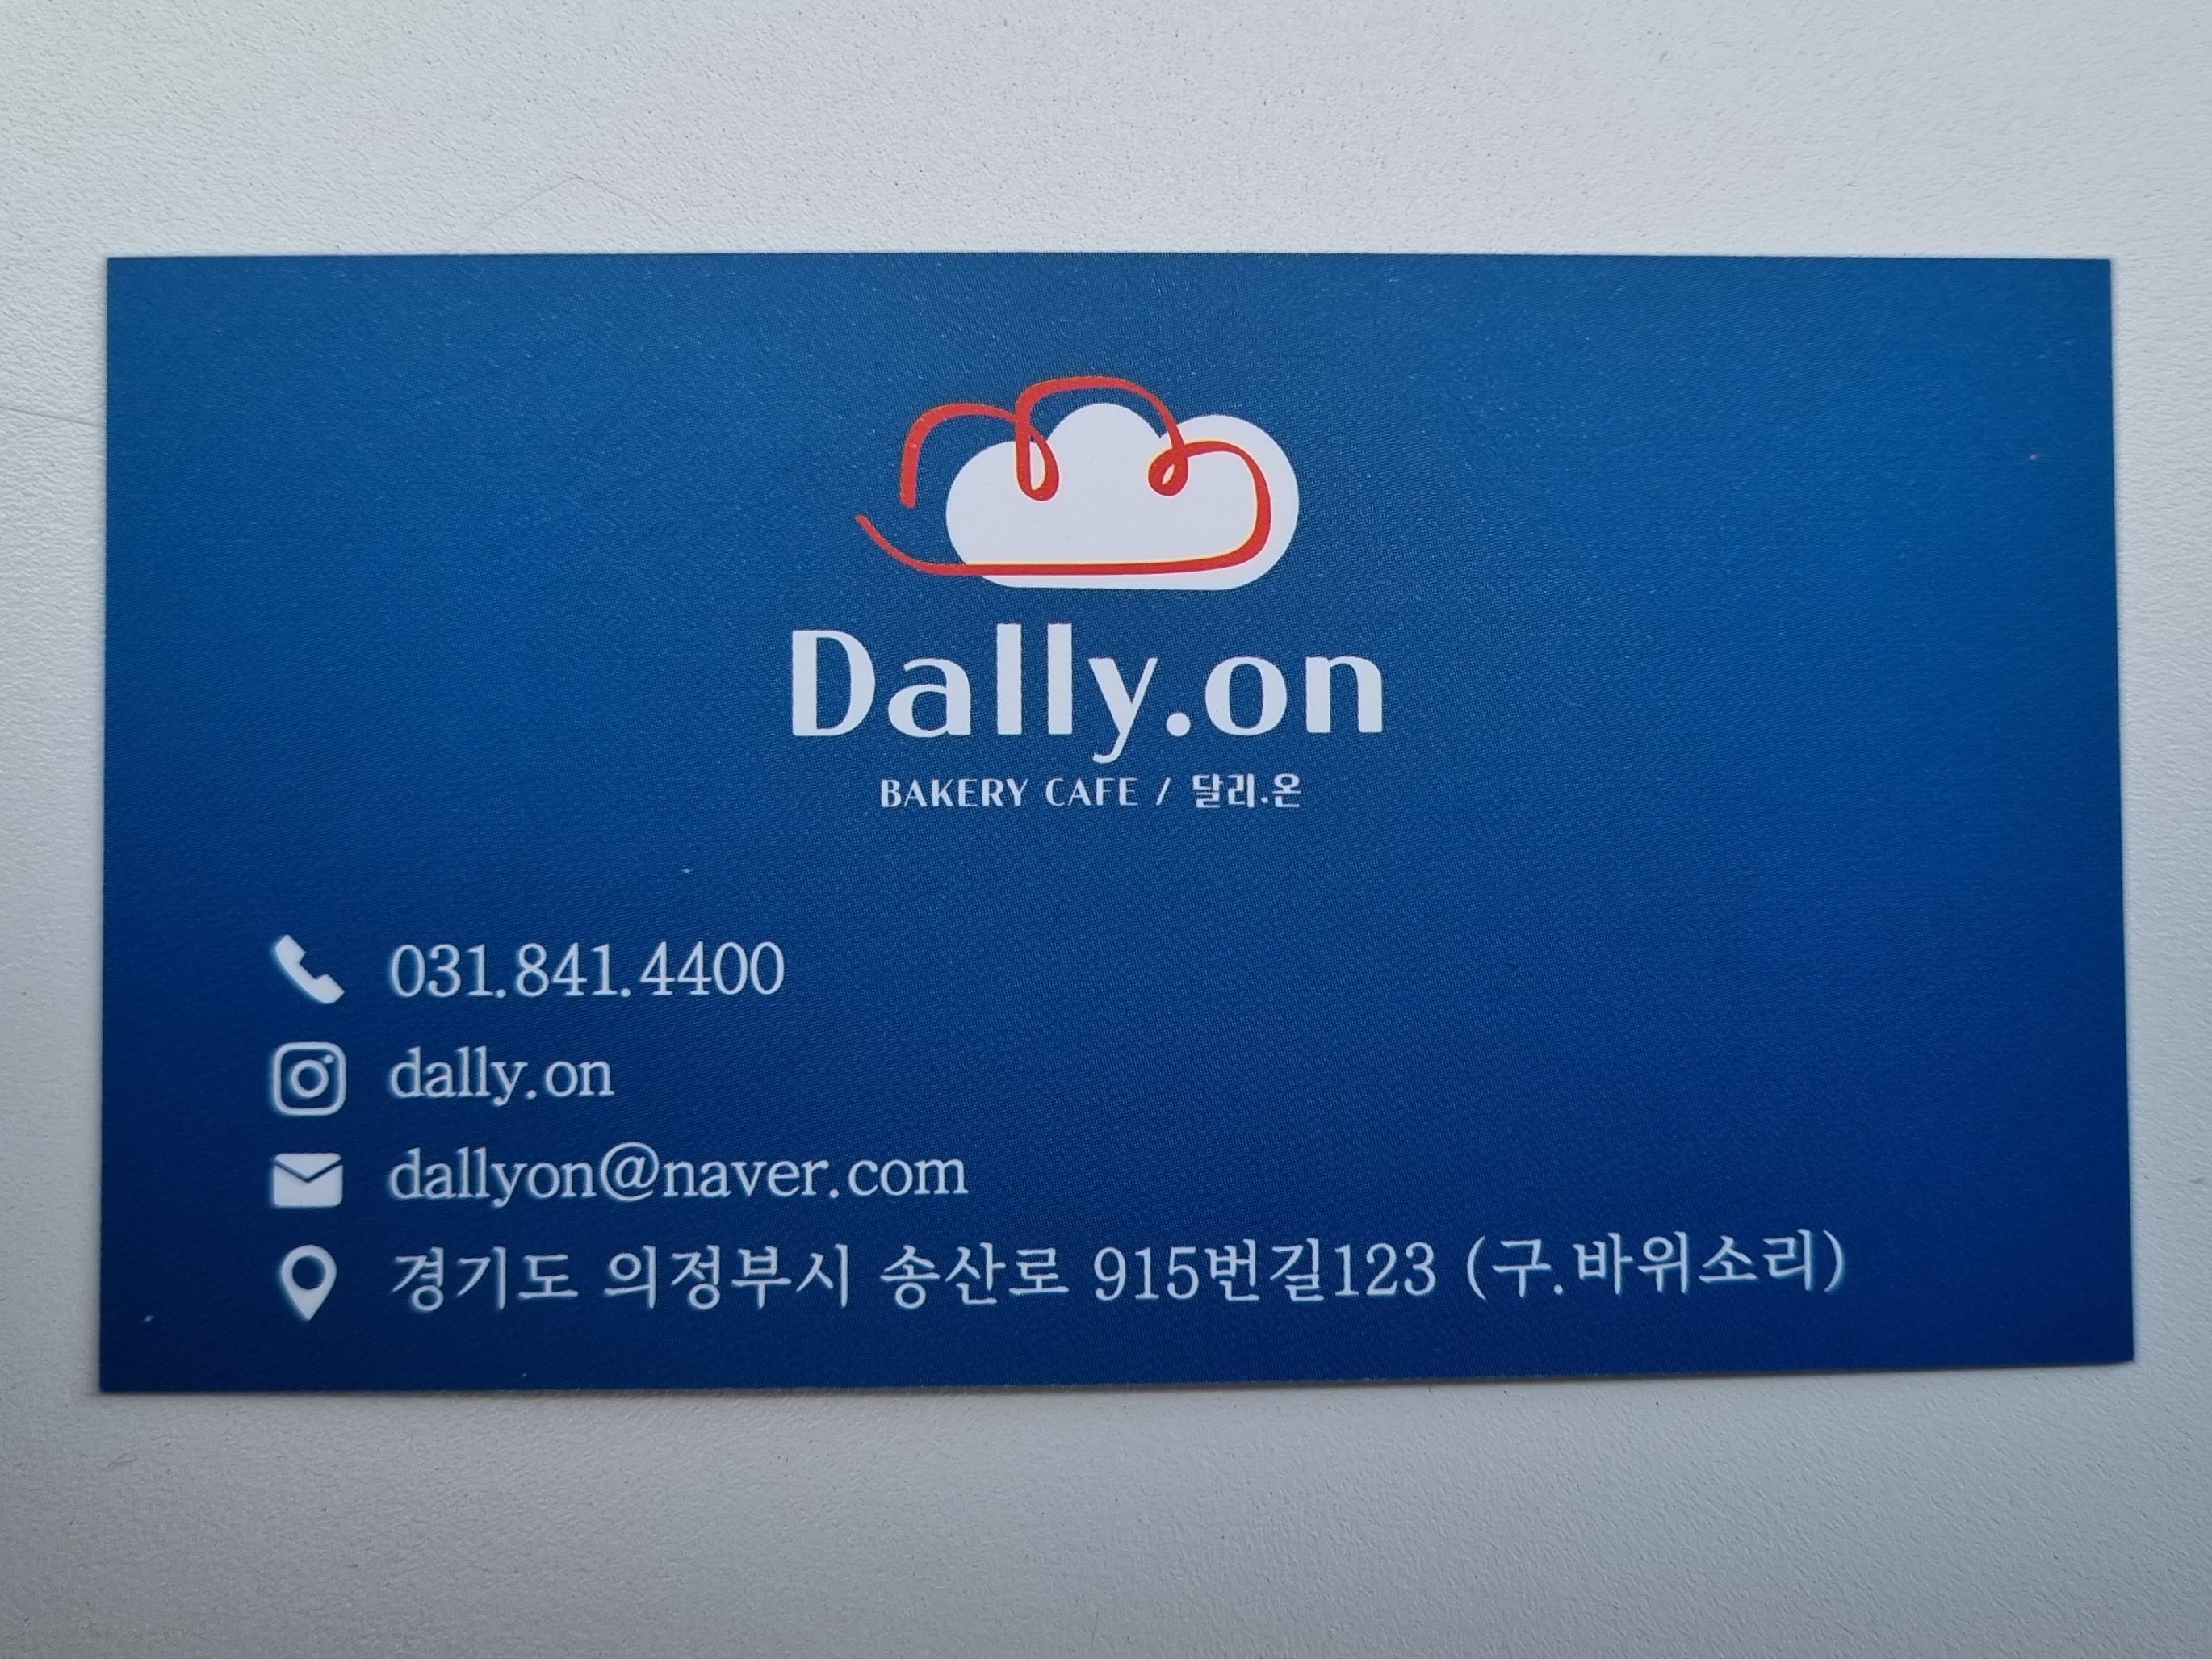 Dally.on
BAKERY CAFE / 달리.온
031.841.4400
dally.on
dallyon@naver.com
경기도 의정부시 송산로 915번길123 (구.바위소리)